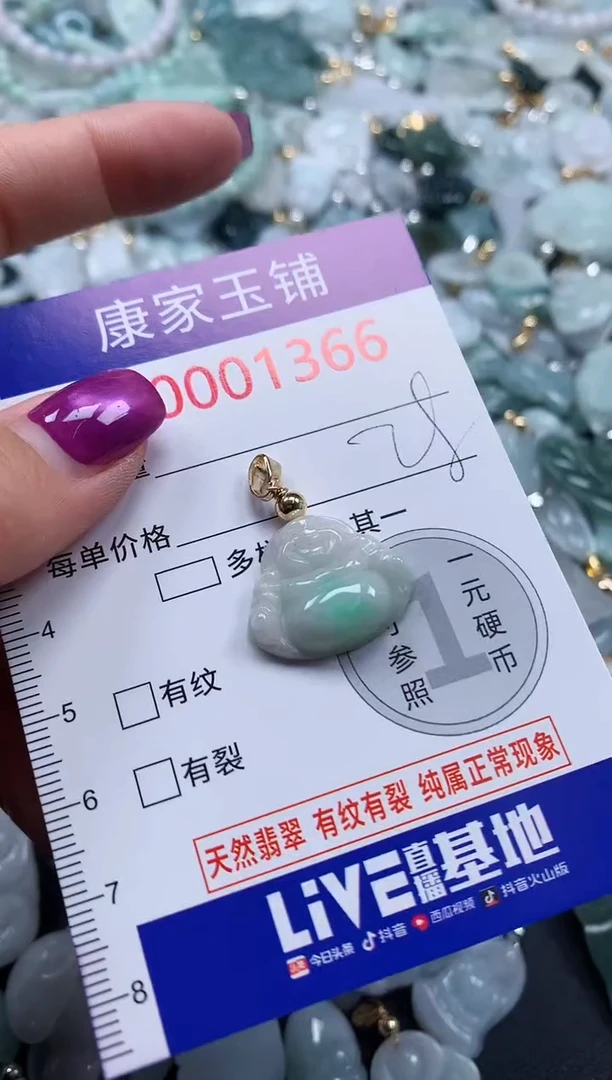 康家玉铺
0001366
每单价格
多
其一
一元硬币
参照
1
4
有纹
5
有裂
6
天然翡翠 有纹有裂 纯属正常现象
7
LiVE直播基地
今日头条 抖音 西瓜视频 抖音火山版
8